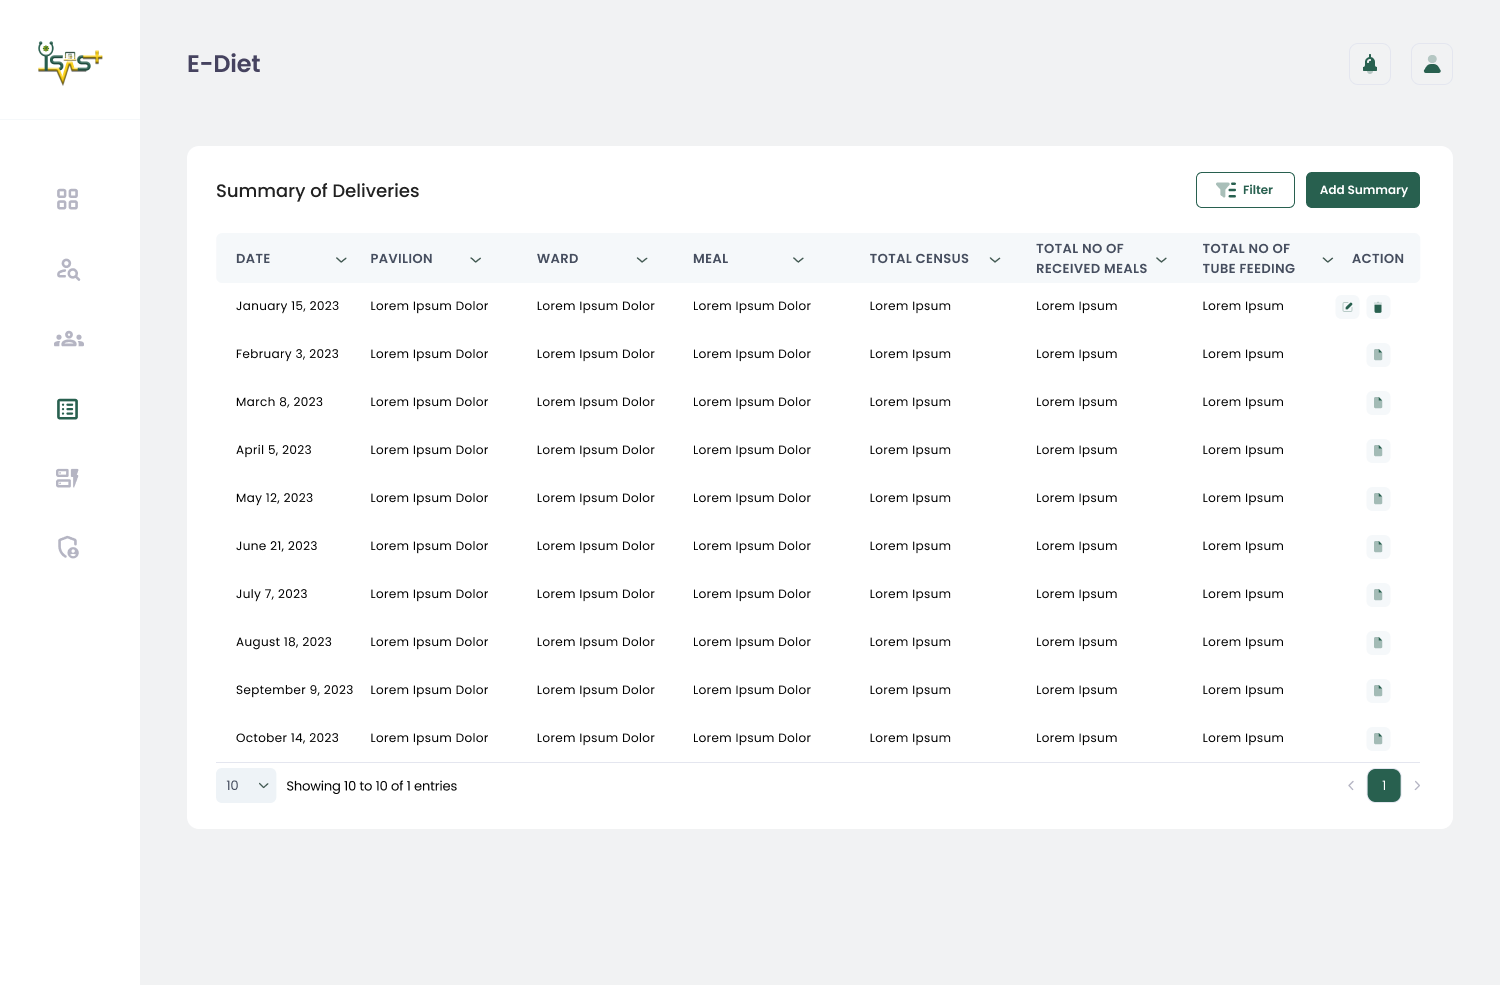 ISIS+
E-Diet
Summary of Deliveries
Filter
Add Summary
DATE PAVILION WARD MEAL TOTAL CENSUS TOTAL NO OF RECEIVED MEALS TOTAL NO OF TUBE FEEDING ACTION
January 15, 2023 Lorem Ipsum Dolor Lorem Ipsum Dolor Lorem Ipsum Dolor Lorem Ipsum Lorem Ipsum Lorem Ipsum
February 3, 2023 Lorem Ipsum Dolor Lorem Ipsum Dolor Lorem Ipsum Dolor Lorem Ipsum Lorem Ipsum Lorem Ipsum
March 8, 2023 Lorem Ipsum Dolor Lorem Ipsum Dolor Lorem Ipsum Dolor Lorem Ipsum Lorem Ipsum Lorem Ipsum
April 5, 2023 Lorem Ipsum Dolor Lorem Ipsum Dolor Lorem Ipsum Dolor Lorem Ipsum Lorem Ipsum Lorem Ipsum
May 12, 2023 Lorem Ipsum Dolor Lorem Ipsum Dolor Lorem Ipsum Dolor Lorem Ipsum Lorem Ipsum Lorem Ipsum
June 21, 2023 Lorem Ipsum Dolor Lorem Ipsum Dolor Lorem Ipsum Dolor Lorem Ipsum Lorem Ipsum Lorem Ipsum
July 7, 2023 Lorem Ipsum Dolor Lorem Ipsum Dolor Lorem Ipsum Dolor Lorem Ipsum Lorem Ipsum Lorem Ipsum
August 18, 2023 Lorem Ipsum Dolor Lorem Ipsum Dolor Lorem Ipsum Dolor Lorem Ipsum Lorem Ipsum Lorem Ipsum
September 9, 2023 Lorem Ipsum Dolor Lorem Ipsum Dolor Lorem Ipsum Dolor Lorem Ipsum Lorem Ipsum Lorem Ipsum
October 14, 2023 Lorem Ipsum Dolor Lorem Ipsum Dolor Lorem Ipsum Dolor Lorem Ipsum Lorem Ipsum Lorem Ipsum
10 Showing 10 to 10 of 1 entries 1